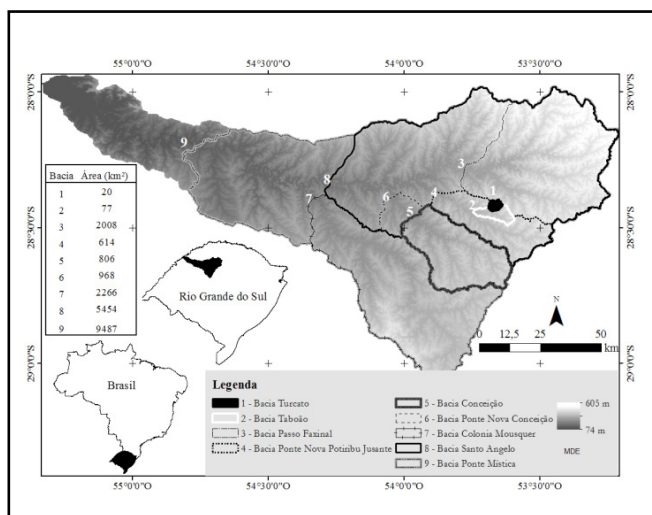 55°0'0"O 54°30'0"O 54°0'0"O 53°30'0"O
28°0'0"S
28°30'0"S
29°0'0"S
28°0'0"S
28°30'0"S
29°0'0"S
9
8
7
6
5
4
3
2
1
Bacia Área (km²)
1 20
2 77
3 2008
4 614
5 806
6 968
7 2266
8 5454
9 9487
Rio Grande do Sul
Brasil
N
0 12,5 25 50
km
Legenda
1 - Bacia Turcato
2 - Bacia Taboão
3 - Bacia Passo Faxinal
4 - Bacia Ponte Nova Potiribu Jusante
5 - Bacia Conceição
6 - Bacia Ponte Nova Conceição
7 - Bacia Colonia Mousquer
8 - Bacia Santo Angelo
9 - Bacia Ponte Mística
605 m
74 m
MDE
55°0'0"O 54°30'0"O 54°0'0"O 53°30'0"O